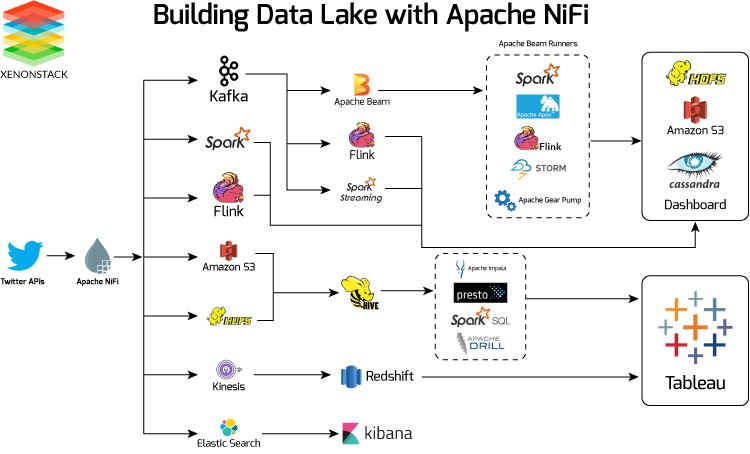 Building Data Lake with Apache NiFi
XENONSTACK
Apache Beam Runners
Kafka
Apache Beam
Spark
Apache Apex
Flink
STORM
Apache Gear Pump
HDFS
Amazon S3
cassandra
Dashboard
Spark
Flink
Spark
Streaming
Flink
Twitter APIs
Apache NiFi
Amazon S3
HDFS
HIVE
Apache Impala
presto
Spark SQL
APACHE
DRILL
Tableau
Kinesis
Redshift
Elastic Search
kibana